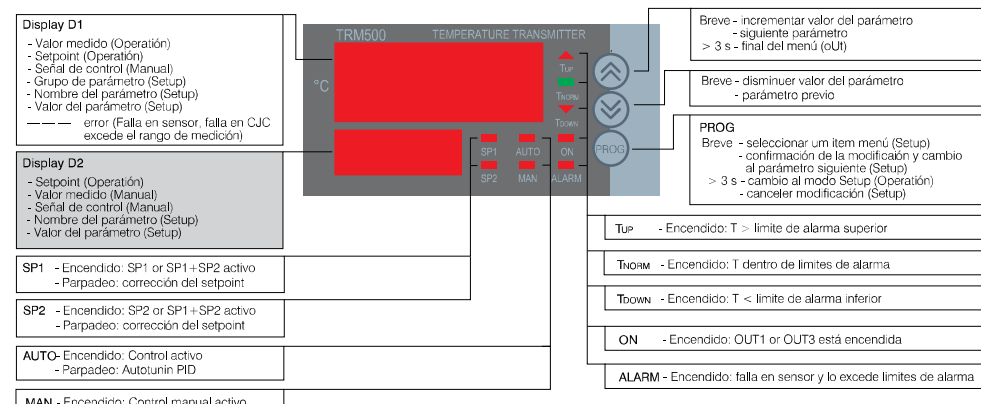 Display D1
- Valor medido (Operatión)
- Setpoint (Operatión)
- Señal de control (Manual)
- Grupo de parámetro (Setup)
- Nombre del parámetro (Setup)
- Valor del parámetro (Setup)
— — — error (Falla en sensor, falla en CJC
excede el rango de medición)
Display D2
- Setpoint (Operatión)
- Valor medido (Manual)
- Señal de control (Manual)
- Nombre del parámetro (Setup)
- Valor del parámetro (Setup)
SP1 - Encendido: SP1 or SP1+SP2 activo
- Parpadeo: corrección del setpoint
SP2 - Encendido: SP2 or SP1+SP2 activo
- Parpadeo: corrección del setpoint
AUTO- Encendido: Control activo
- Parpadeo: Autotunin PID
MAN - Encendido: Control manual activo
TRM500 TEMPERATURE TRANSMITTER
°C
TUP
TNORM
TDOWN
SP1 AUTO ON
SP2 MAN ALARM
PROG
Breve - incrementar valor del parámetro
- siguiente parámetro
> 3 s - final del menú (oUt)
Breve - disminuer valor del parámetro
- parámetro previo
PROG
Breve - seleccionar um item menú (Setup)
- confirmación de la modificaión y cambio
al parámetro siguiente (Setup)
> 3 s - cambio al modo Setup (Operatión)
- canceler modificación (Setup)
TUP - Encendido: T > limite de alarma superior
TNORM - Encendido: T dentro de limites de alarma
TDOWN - Encendido: T < limite de alarma inferior
ON - Encendido: OUT1 or OUT3 está encendida
ALARM - Encendido: falla en sensor y lo excede limites de alarma